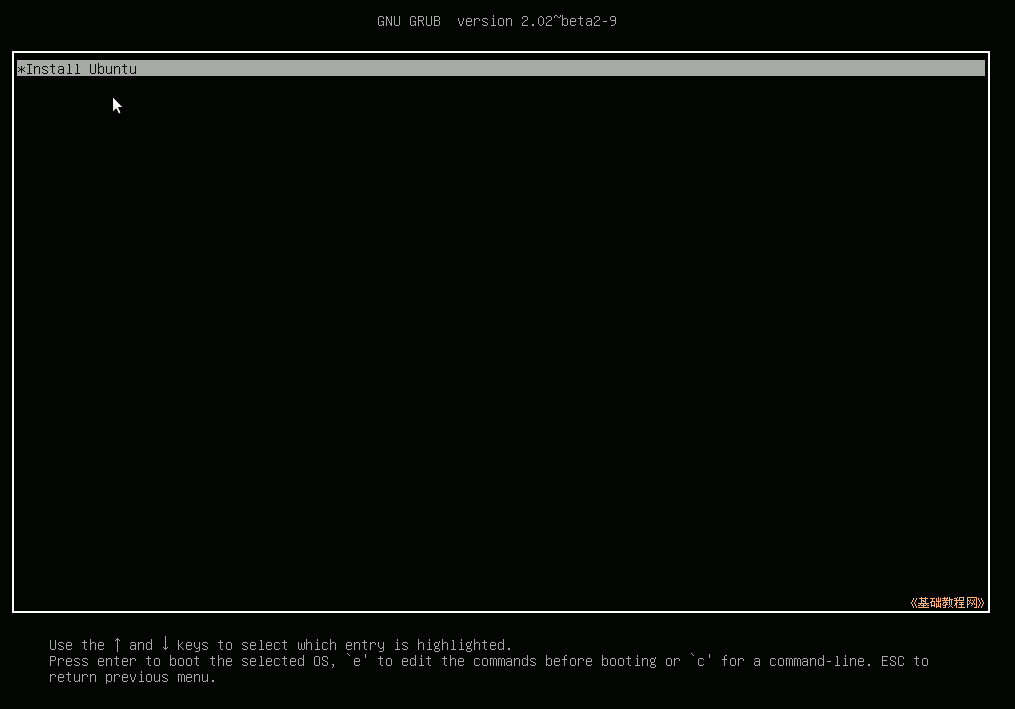 GNU GRUB  version 2.02~beta2-9
*Install Ubuntu
《基础教程网》
Use the ↑ and ↓ keys to select which entry is highlighted.
Press enter to boot the selected OS, `e' to edit the commands before booting or `c' for a command-line. ESC to
return previous menu.